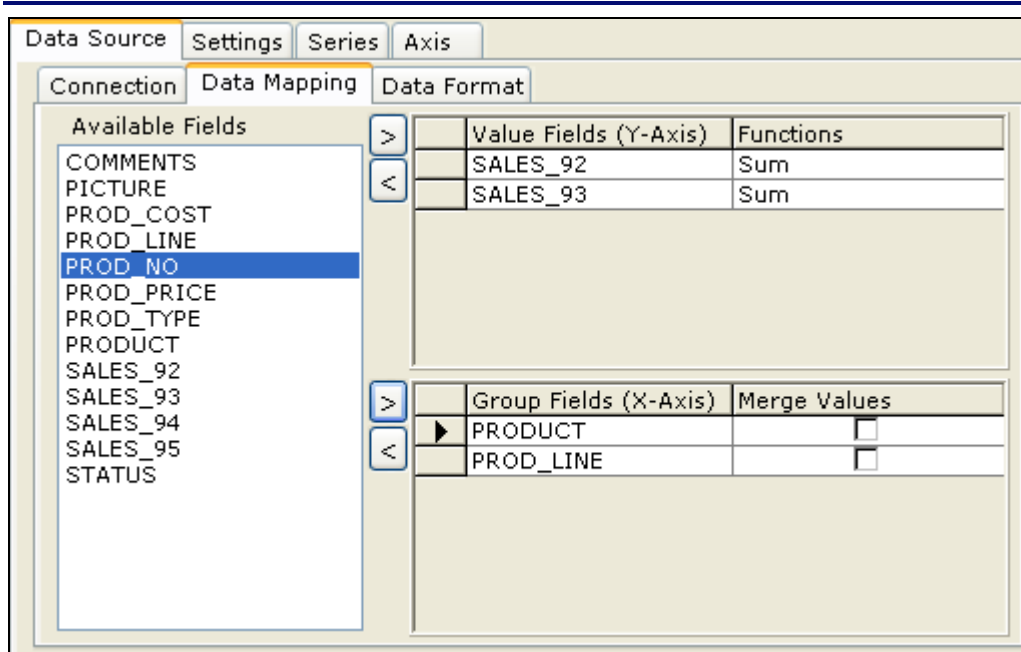 Data Source Settings Series Axis
Connection Data Mapping Data Format
Available Fields
COMMENTS
PICTURE
PROD_COST
PROD_LINE
PROD_NO
PROD_PRICE
PROD_TYPE
PRODUCT
SALES_92
SALES_93
SALES_94
SALES_95
STATUS
>
<
Value Fields (Y-Axis) Functions
SALES_92 Sum
SALES_93 Sum
>
<
Group Fields (X-Axis) Merge Values
PRODUCT
PROD_LINE